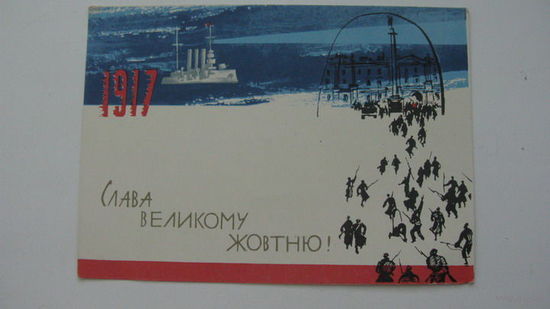 1917
Слава
великому
Жовтню!